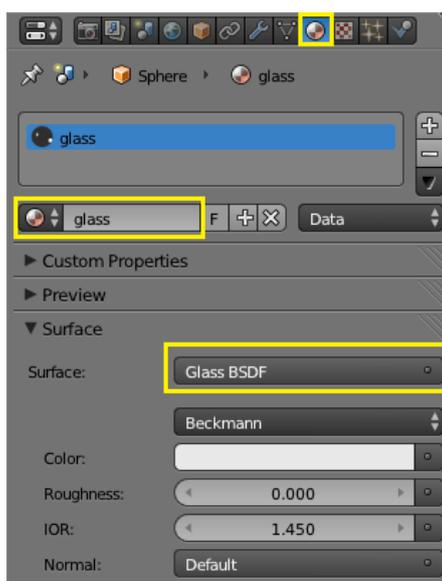 Sphere glass
glass
glass F Data
Custom Properties
Preview
Surface
Surface: Glass BSDF
Beckmann
Color:
Roughness: 0.000
IOR: 1.450
Normal: Default